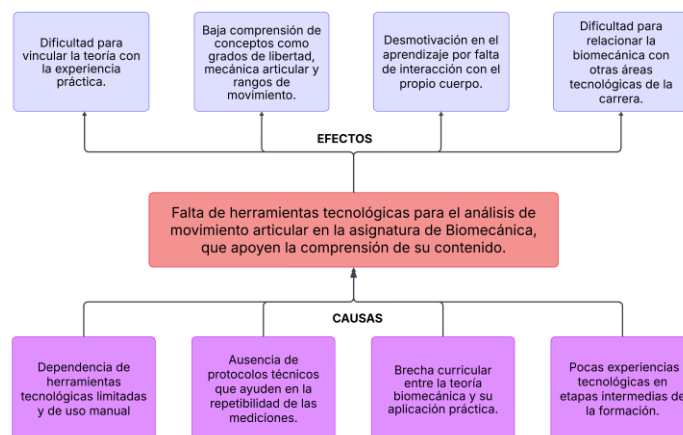 Dificultad para
vincular la teoría con
la experiencia
práctica.
Baja comprensión de
conceptos como
grados de libertad,
mecánica articular y
rangos de
movimiento.
Desmotivación en el
aprendizaje por falta
de interacción con el
propio cuerpo.
Dificultad para
relacionar la
biomecánica con
otras áreas
tecnológicas de la
carrera.
EFECTOS
Falta de herramientas tecnológicas para el análisis de
movimiento articular en la asignatura de Biomecánica,
que apoyen la comprensión de su contenido.
CAUSAS
Dependencia de
herramientas
tecnológicas limitadas
y de uso manual
Ausencia de
protocolos técnicos
que ayuden en la
repetibilidad de las
mediciones.
Brecha curricular
entre la teoría
biomecánica y su
aplicación práctica.
Pocas experiencias
tecnológicas en
etapas intermedias de
la formación.